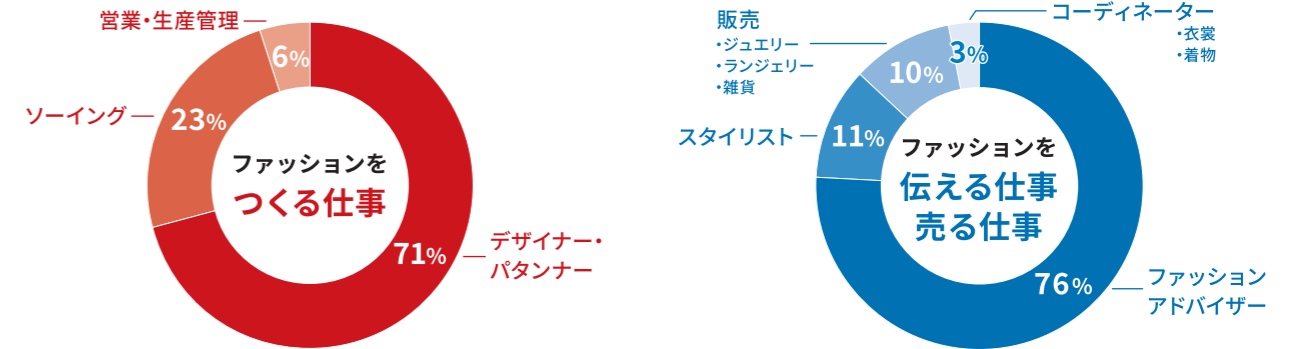 営業・生産管理
6%
ソーイング
23%
ファッションを
つくる仕事
71%
デザイナー・
パタンナー
コーディネーター
・衣裳
・着物
3%
販売
・ジュエリー
・ランジェリー
・雑貨
10%
スタイリスト
11%
ファッションを
伝える仕事
売る仕事
76%
ファッション
アドバイザー